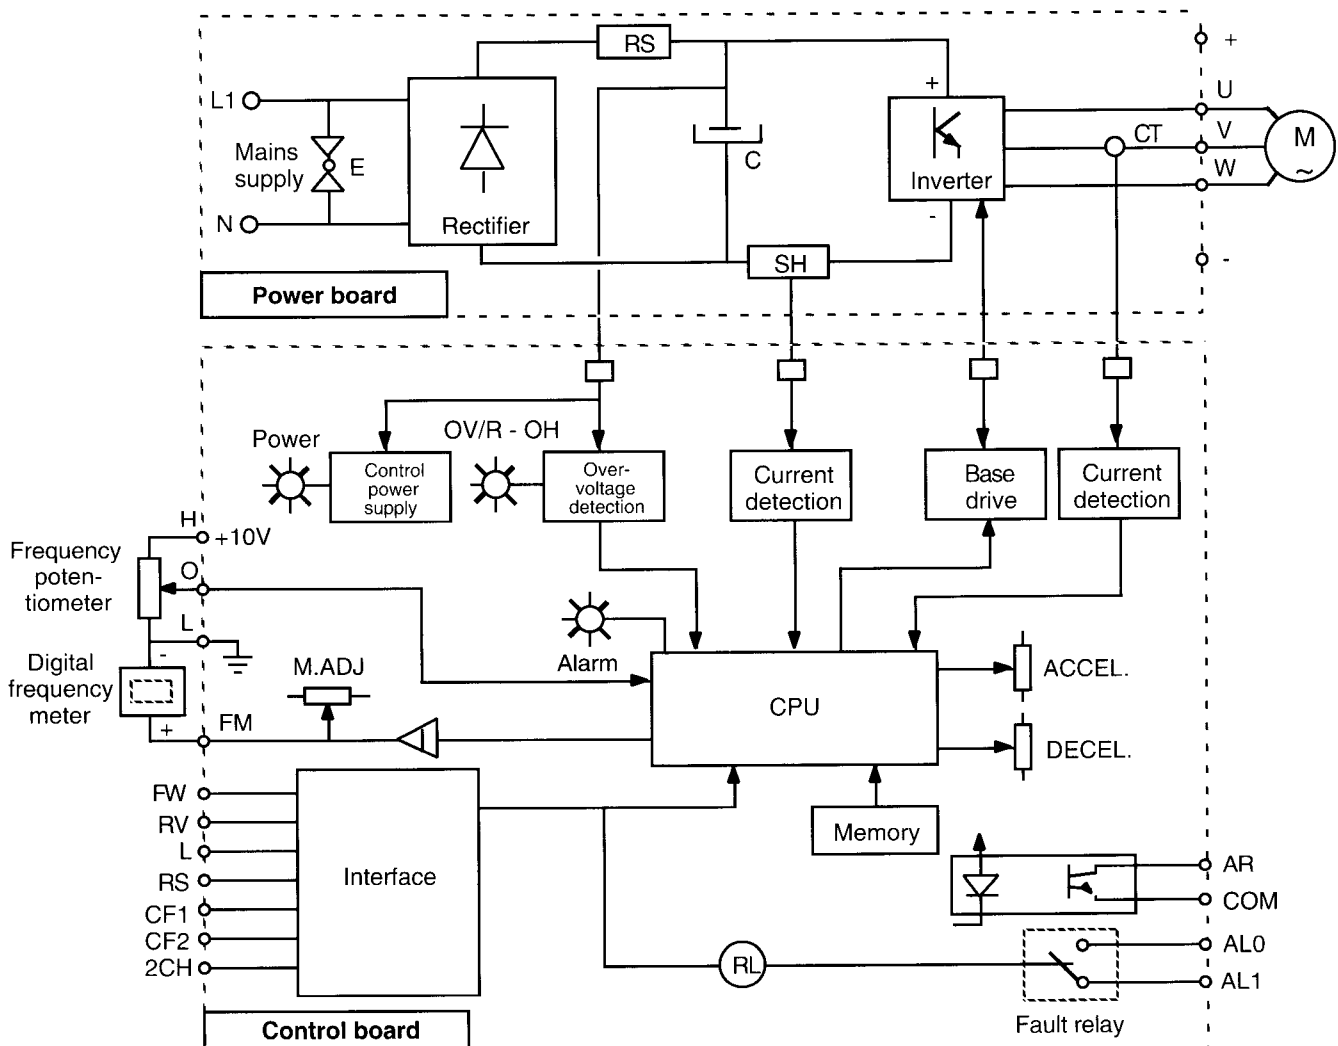 RS
+
L1
+
U
Mains
supply
E
C
CT
V
M
~
Inverter
W
N
Rectifier
-
SH
-
Power board
Power
OV/R - OH
Control
power
supply
Over-
voltage
detection
Current
detection
Base
drive
Current
detection
H
+10V
Frequency
poten-
tiometer
O
L
-
Alarm
Digital
frequency
meter
M.ADJ
ACCEL.
CPU
+
FM
DECEL.
FW
RV
L
RS
CF1
CF2
2CH
Interface
Memory
AR
COM
RL
AL0
AL1
Fault relay
Control board